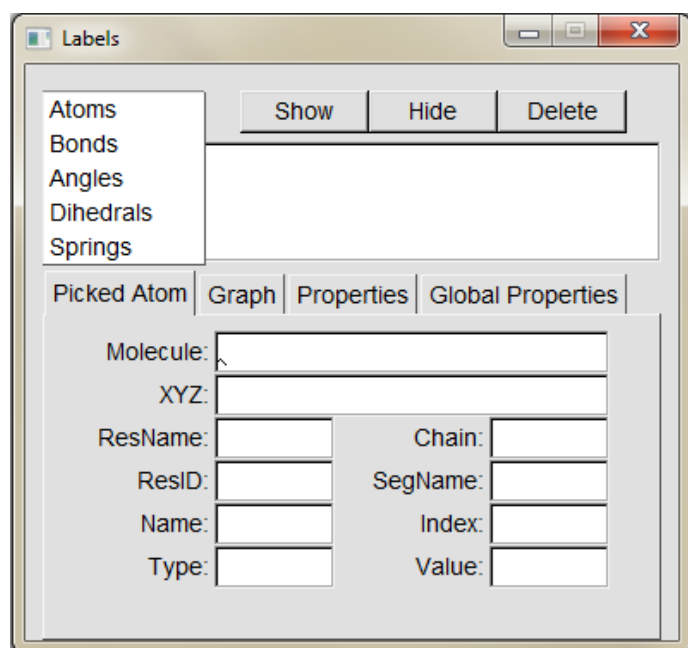 Labels
Atoms
Bonds
Angles
Dihedrals
Springs
Show Hide Delete
Picked Atom Graph Properties Global Properties
Molecule:
XYZ:
ResName: Chain:
ResID: SegName:
Name: Index:
Type: Value: